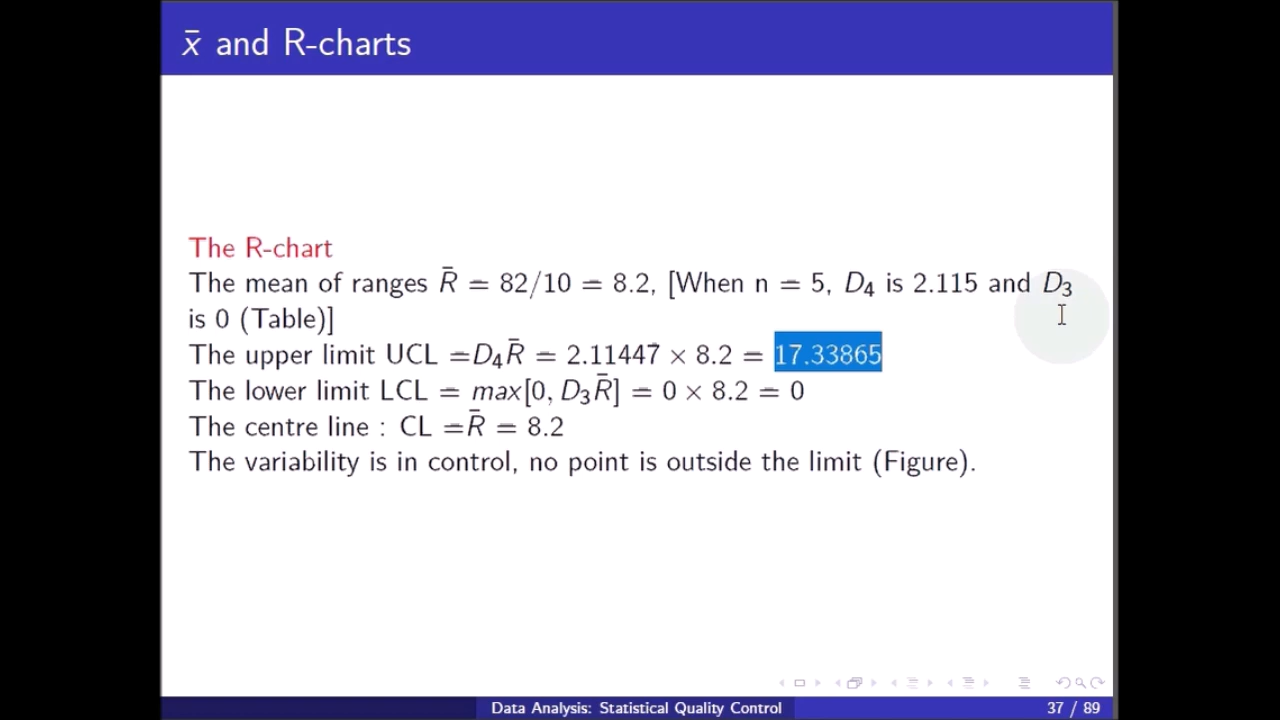 x̄ and R-charts
The R-chart
The mean of ranges R̄ = 82/10 = 8.2, [When n = 5, D₄ is 2.115 and D₃
is 0 (Table)]
The upper limit UCL =D₄R̄ = 2.11447 × 8.2 = 17.33865
The lower limit LCL = max[0, D₃R̄] = 0 × 8.2 = 0
The centre line : CL =R̄ = 8.2
The variability is in control, no point is outside the limit (Figure).
Data Analysis: Statistical Quality Control 37 / 89